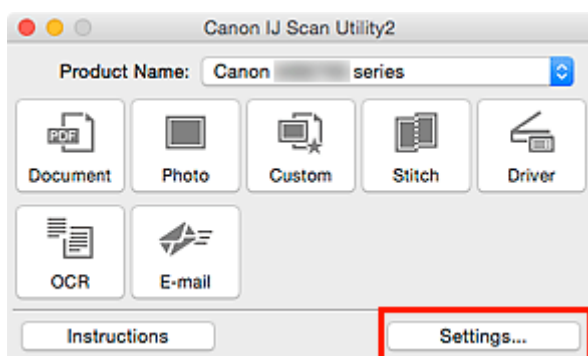 Canon IJ Scan Utility2
Product Name: Canon series
PDF
Document Photo Custom Stitch Driver
OCR E-mail
Instructions Settings...